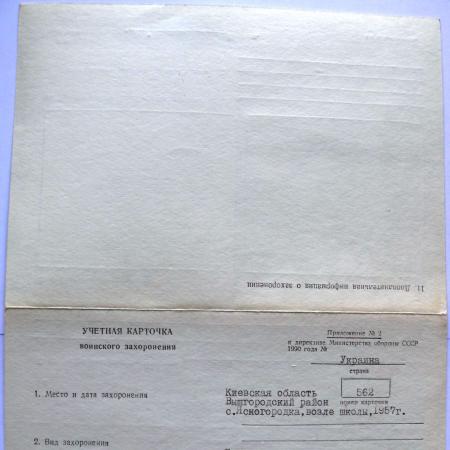 11. Дополнительная информация о захоронении
УЧЕТНАЯ КАРТОЧКА
воинского захоронения
Приложение № 2
к директиве Министерства обороны СССР
1990 года №
Украина
страна
562
номер карточки
1. Место и дата захоронения
Киевская область
Вышгородский район
с.Ясногородка,возле школы,1957г.
2. Вид захоронения